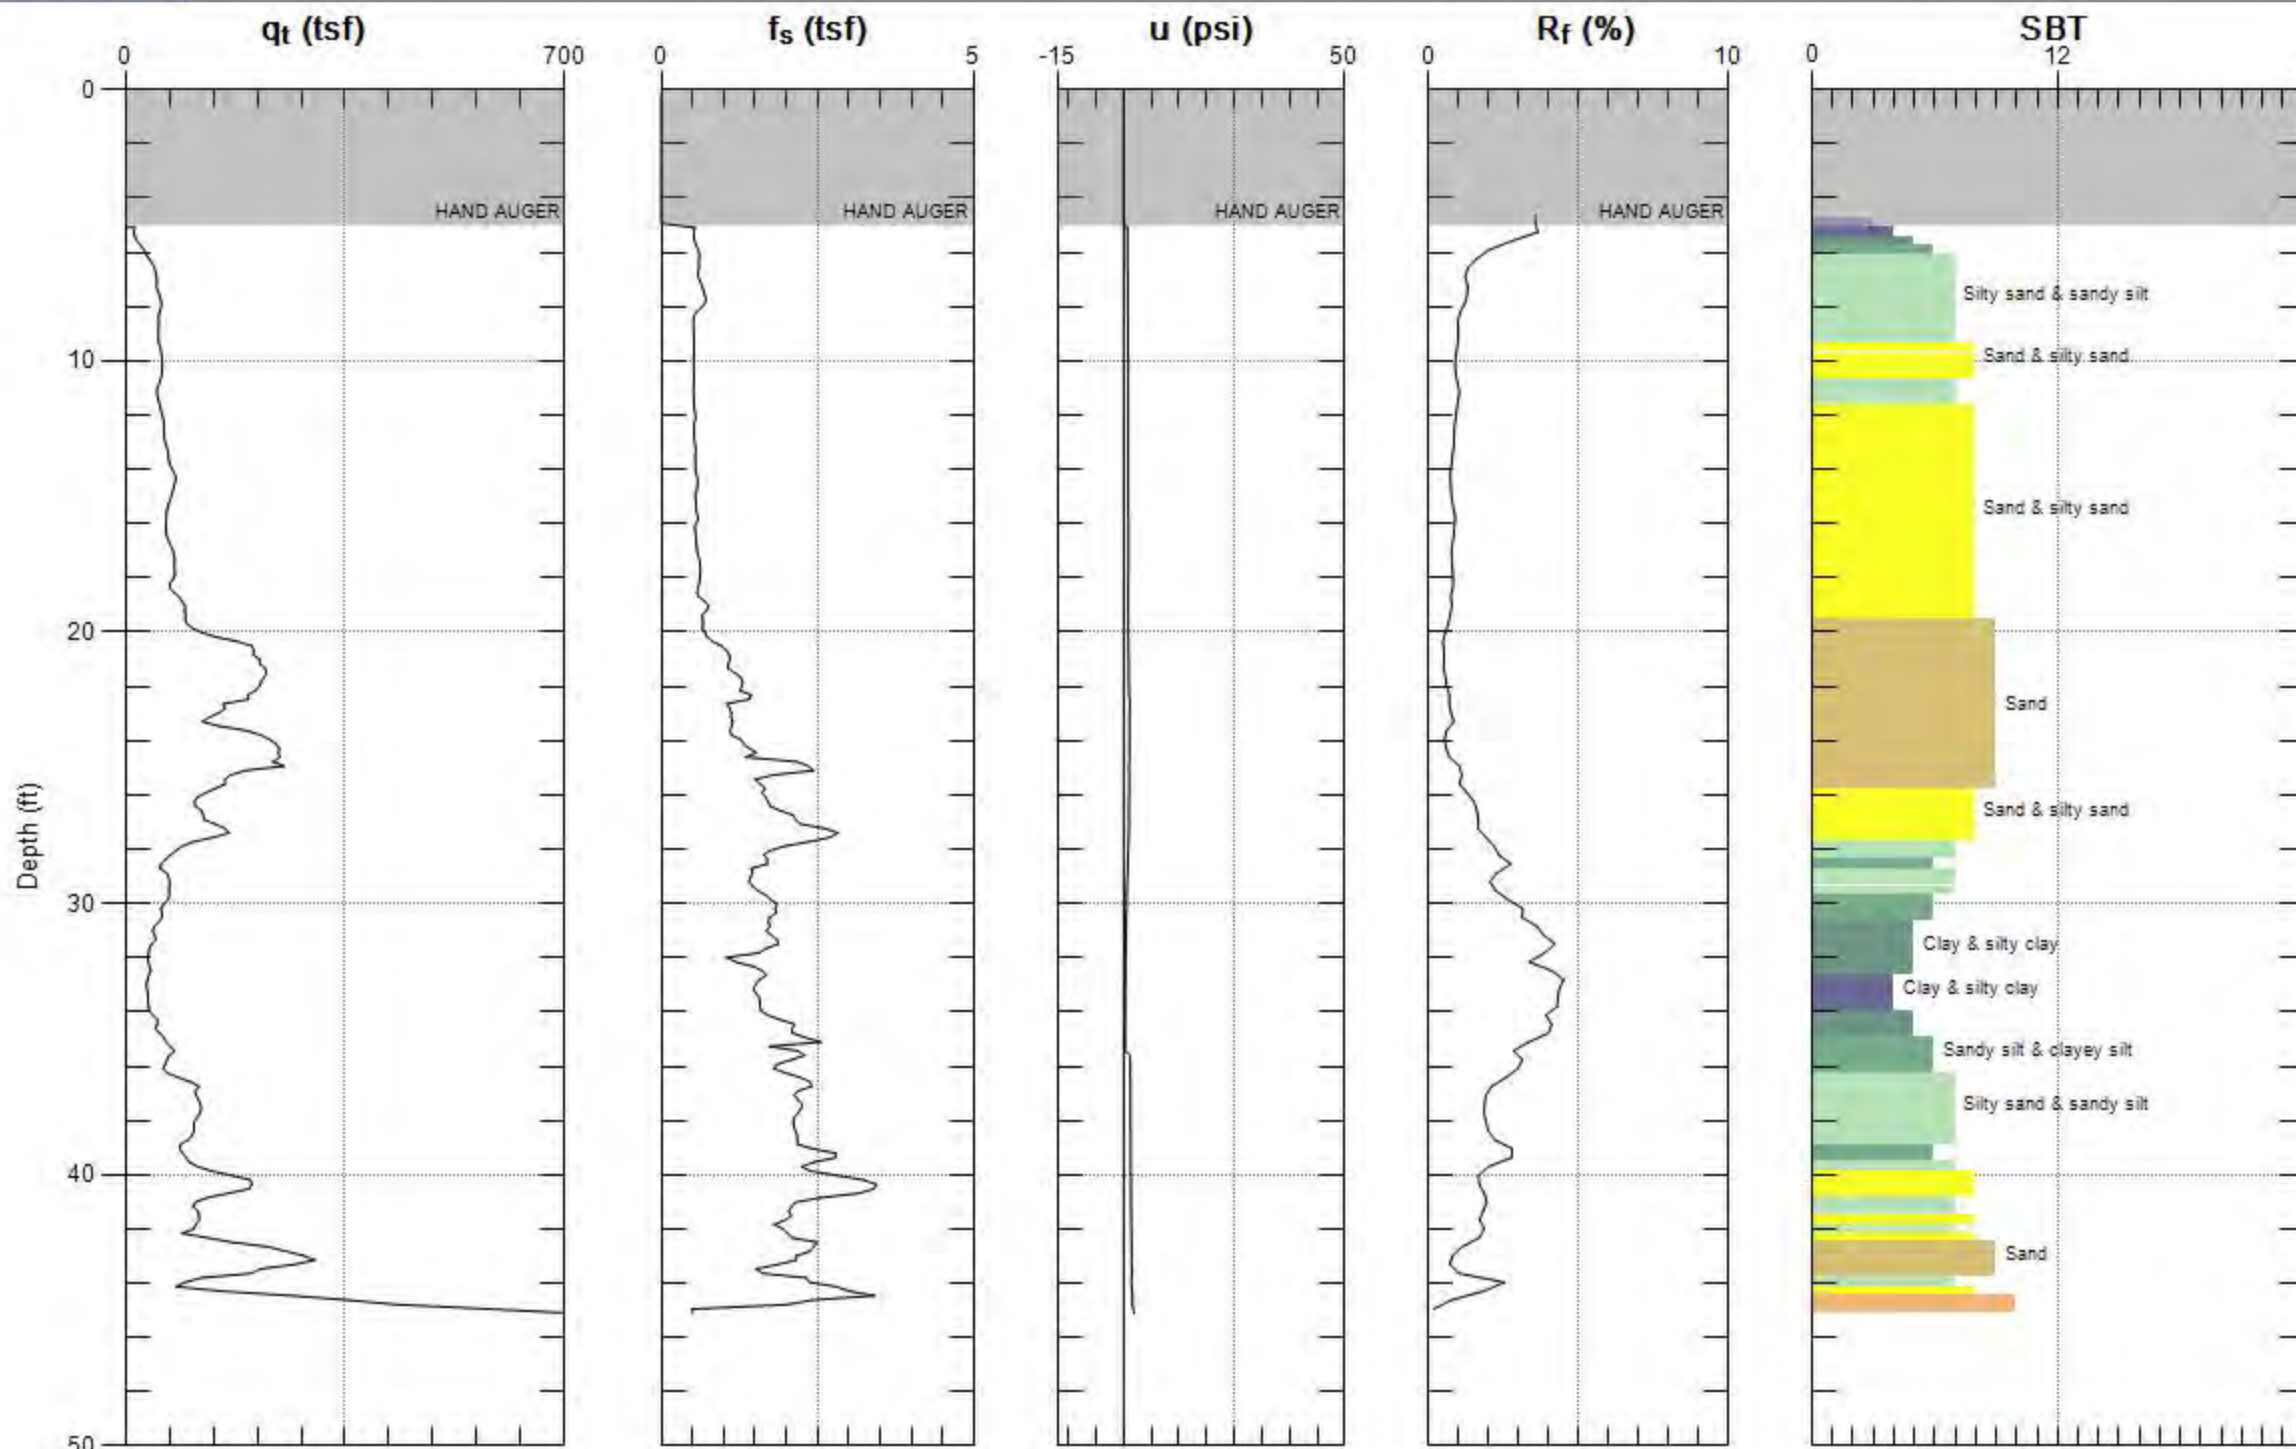 qt (tsf) fs (tsf) u (psi) Rf (%) SBT
0 700 0 5 -15 50 0 10 0 12
0
HAND AUGER HAND AUGER HAND AUGER HAND AUGER
Silty sand & sandy silt
10
Sand & silty sand
Sand & silty sand
20
Sand
Sand & silty sand
Depth (ft)
30
Clay & silty clay
Clay & silty clay
Sandy silt & clayey silt
Silty sand & sandy silt
40
Sand
50